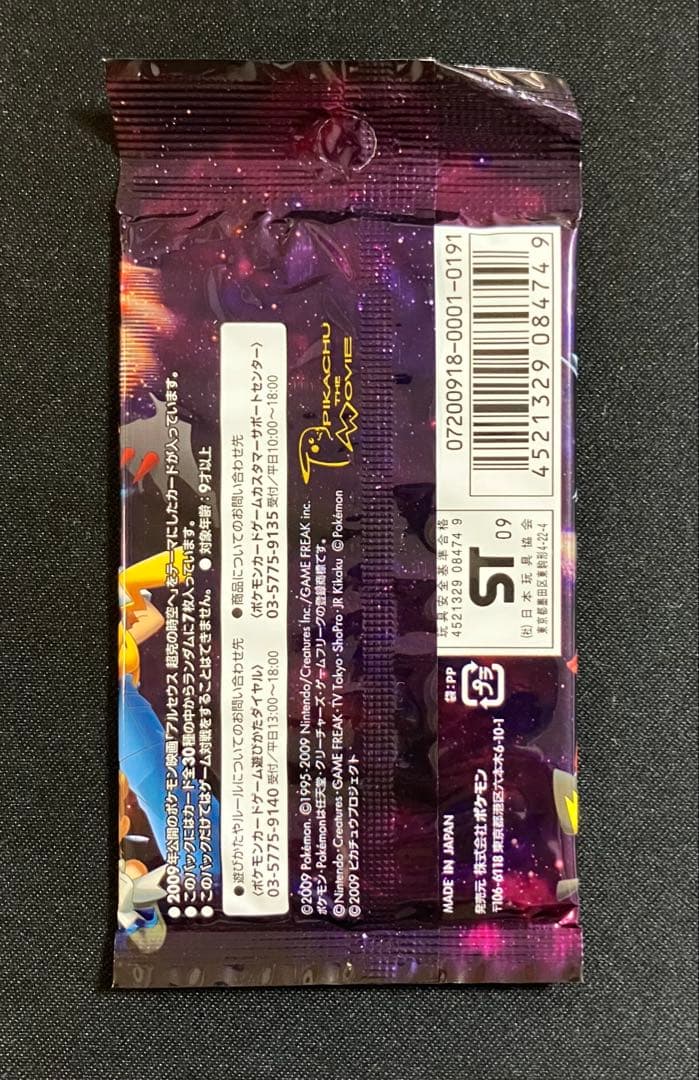 ●2009年公開のポケモン映画「アルセウス 超克の時空へ」をテーマにしたカードが入っています。
●このパックにはカード全30種の中からランダムに7枚入っています。
●このパックだけではゲーム対戦をすることはできません。 ●対象年齢：9才以上
●遊びかたやルールについてのお問い合わせ先
〈ポケモンカードゲーム遊びかたダイヤル〉
03-5775-9140 受付／平日13:00〜18:00
●商品についてのお問い合わせ先
〈ポケモンカードゲームカスタマーサポートセンター〉
03-5775-9135 受付／平日10:00〜18:00
©2009 Pokémon. ©1995-2009 Nintendo/Creatures Inc./GAME FREAK inc.
ポケモン・Pokémonは任天堂・クリーチャーズ・ゲームフリークの登録商標です。
©Nintendo・Creatures・GAME FREAK・TV Tokyo・ShoPro・JR Kikaku ©Pokémon
©2009 ピカチュウプロジェクト
PIKACHU
THE
MOVIE
MADE IN JAPAN
発売元 株式会社 ポケモン
〒106-6118 東京都港区六本木6-10-1
袋:PP
プラ
玩具安全基準合格
4521329 08474 9
ST
09
(社)日本玩具協会
東京都墨田区東駒形4-22-4
07200918-0001-0191
4521329 084749